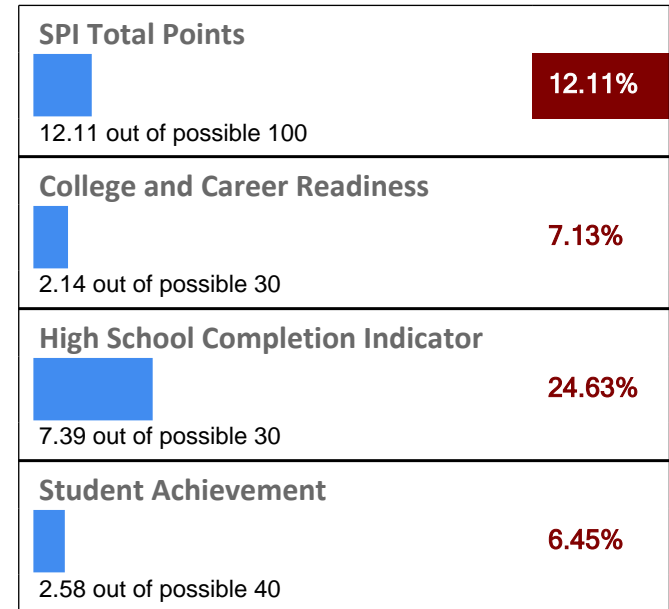 SPI Total Points
12.11%
12.11 out of possible 100
College and Career Readiness
7.13%
2.14 out of possible 30
High School Completion Indicator
24.63%
7.39 out of possible 30
Student Achievement
6.45%
2.58 out of possible 40